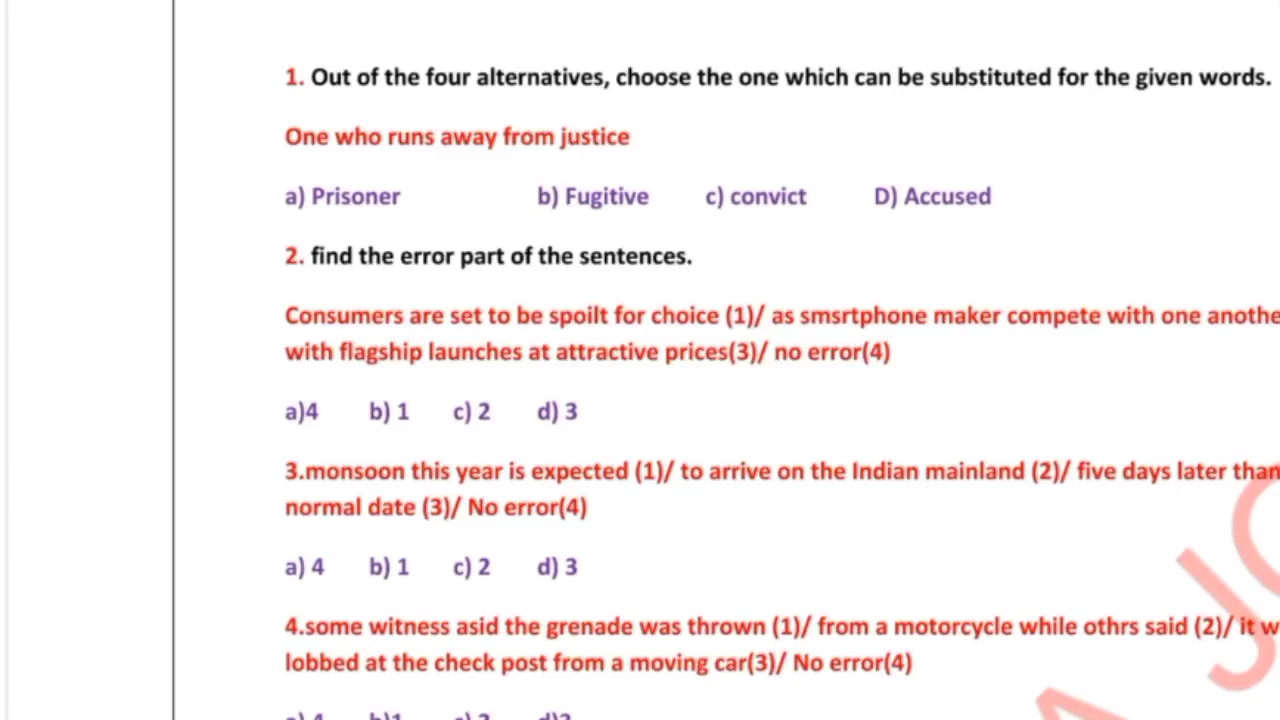 1. Out of the four alternatives, choose the one which can be substituted for the given words.
One who runs away from justice
a) Prisoner b) Fugitive c) convict D) Accused
2. find the error part of the sentences.
Consumers are set to be spoilt for choice (1)/ as smsrtphone maker compete with one
with flagship launches at attractive prices(3)/ no error(4)
a)4 b) 1 c) 2 d) 3
3.monsoon this year is expected (1)/ to arrive on the Indian mainland (2)/ five days later than
normal date (3)/ No error(4)
a) 4 b) 1 c) 2 d) 3
4.some witness asid the grenade was thrown (1)/ from a motorcycle while othrs said (2)/ it
lobbed at the check post from a moving car(3)/ No error(4)